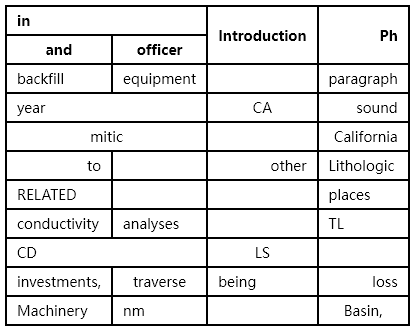 in Introduction Ph
and officer
backfill equipment paragraph
year CA sound
mitic California
to other Lithologic
RELATED places
conductivity analyses TL
CD LS
investments, traverse being loss
Machinery nm Basin,